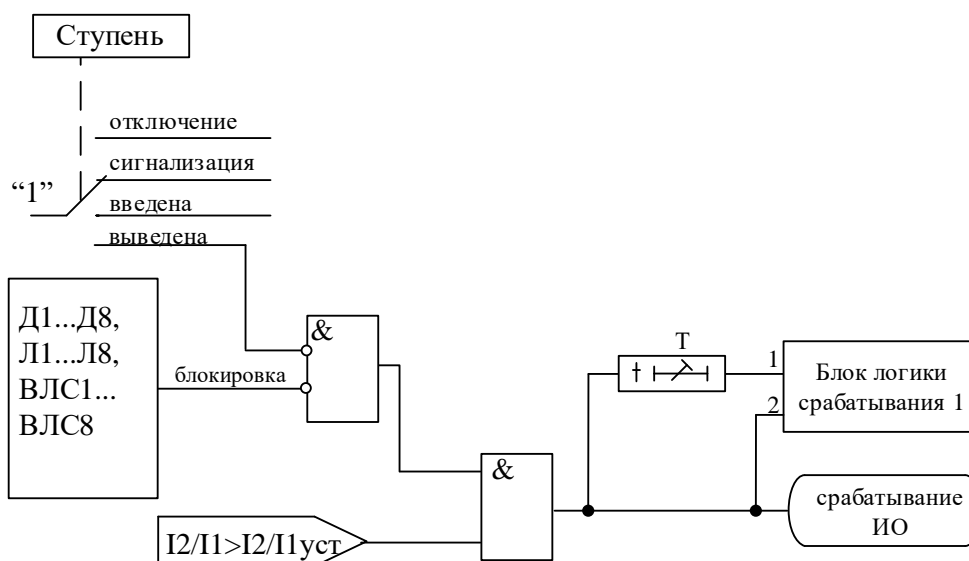 Ступень
отключение
сигнализация
“1”
введена
выведена
Д1...Д8,
Л1...Л8,
ВЛС1...
ВЛС8
блокировка
&
T
1
2
Блок логики
срабатывания 1
&
I2/I1>I2/I1уст
срабатывание
ИО